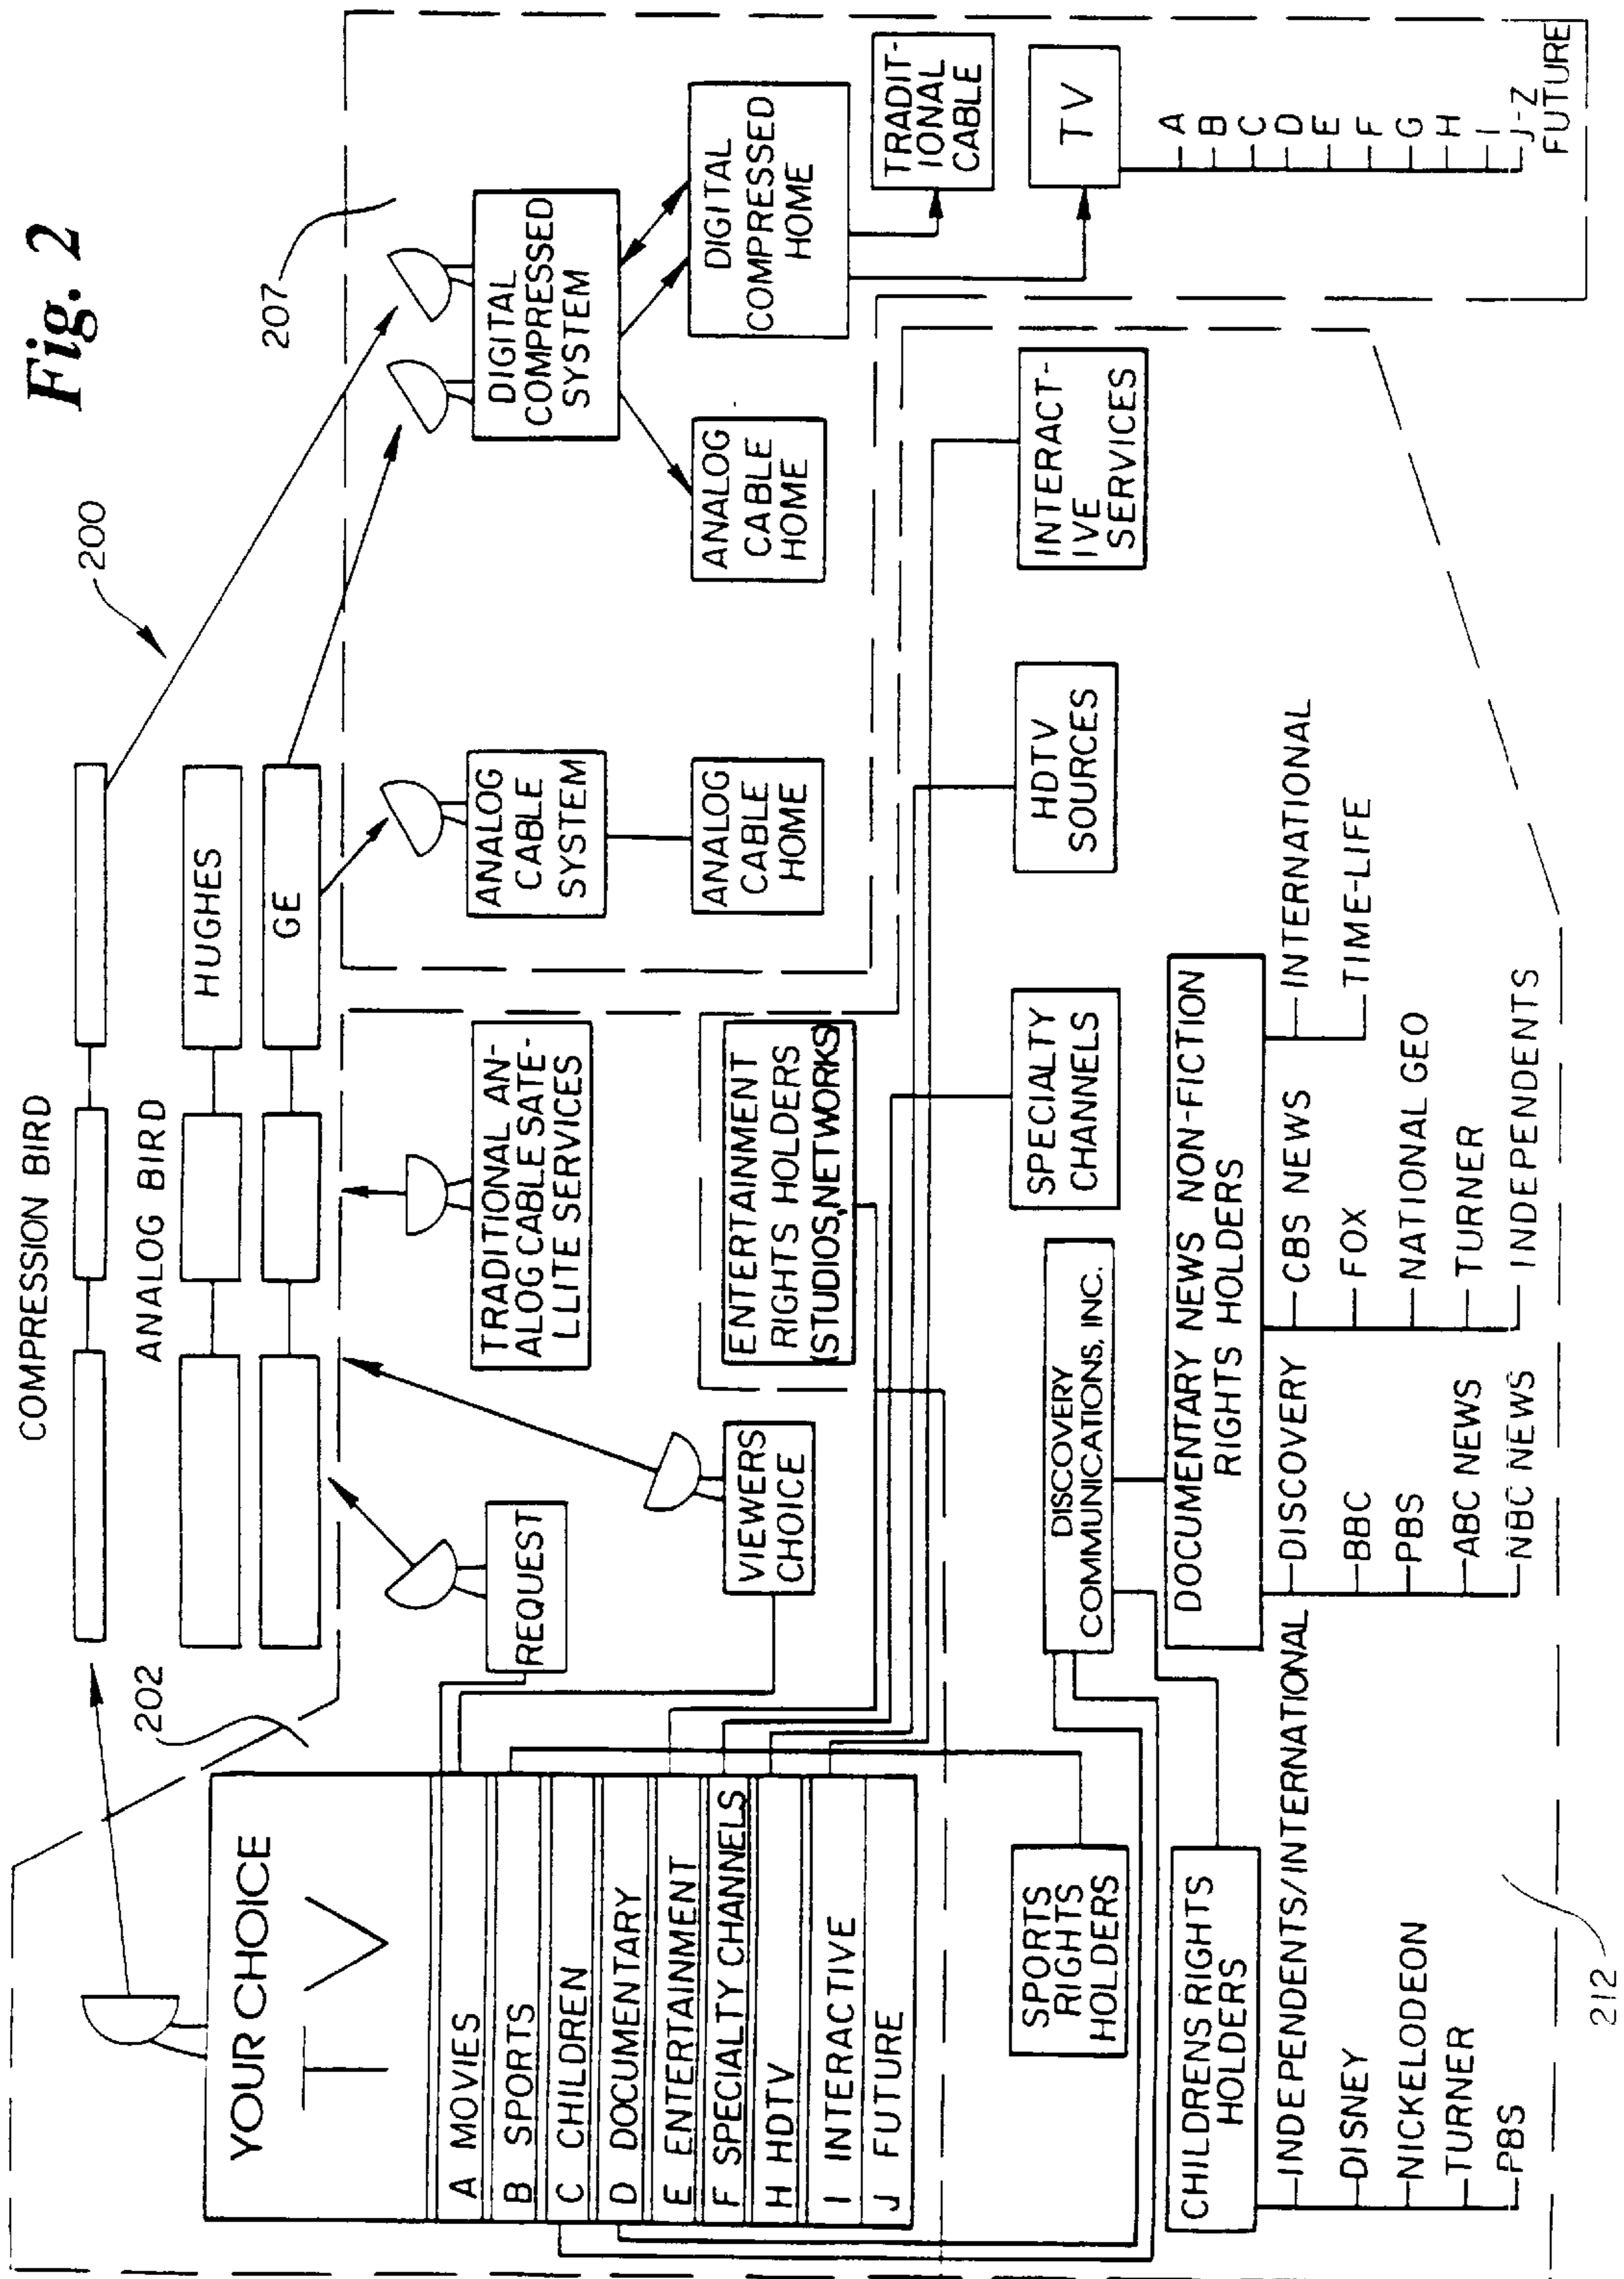 Fig. 2
COMPRESSION BIRD
200
ANALOG BIRD
HUGHES
GE
202
207
YOUR CHOICE
TV
A MOVIES
B SPORTS
C CHILDREN
D DOCUMENTARY
E ENTERTAINMENT
F SPECIALTY CHANNELS
H HDTV
I INTERACTIVE
J FUTURE
REQUEST
VIEWERS
CHOICE
TRADITIONAL AN-
ALOG CABLE SATE-
LLITE SERVICES
ENTERTAINMENT
RIGHTS HOLDERS
(STUDIOS,NETWORKS)
ANALOG
CABLE
SYSTEM
ANALOG
CABLE
HOME
DIGITAL
COMPRESSED
SYSTEM
ANALOG
CABLE
HOME
DIGITAL
COMPRESSED
HOME
TRADIT-
IONAL
CABLE
TV
A
B
C
D
E
F
G
H
I
J-Z
FUTURE
SPORTS
RIGHTS
HOLDERS
DISCOVERY
COMMUNICATIONS, INC.
SPECIALTY
CHANNELS
HDTV
SOURCES
INTERACT-
IVE
SERVICES
CHILDRENS RIGHTS
HOLDERS
INDEPENDENTS/INTERNATIONAL
DISNEY
NICKELODEON
TURNER
PBS
DOCUMENTARY NEWS NON-FICTION
RIGHTS HOLDERS
DISCOVERY
BBC
PBS
ABC NEWS
NBC NEWS
CBS NEWS
FOX
NATIONAL GEO
TURNER
INDEPENDENTS
INTERNATIONAL
TIME-LIFE
212